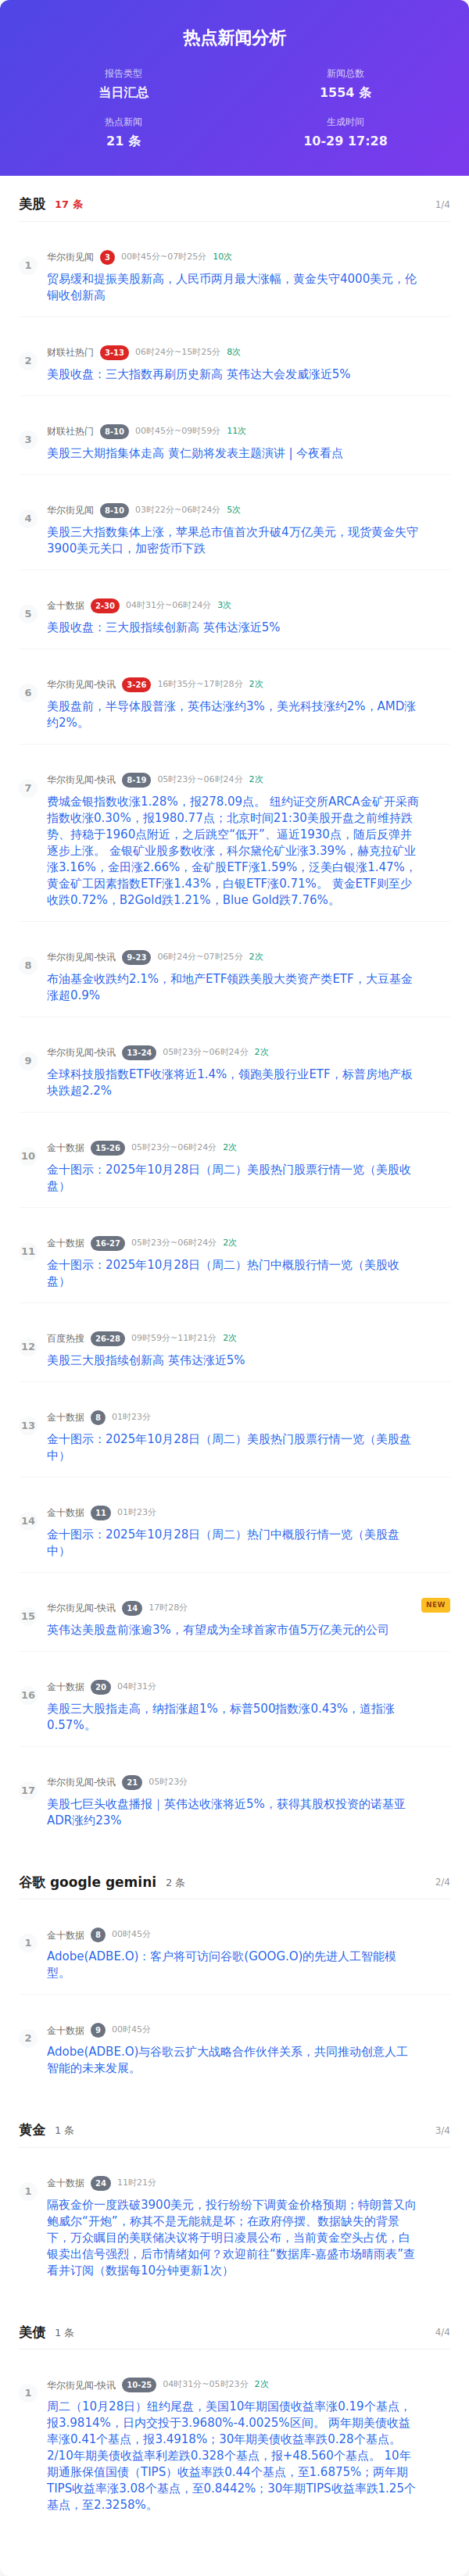 热点新闻分析
报告类型
当日汇总
新闻总数
1554 条
热点新闻
21 条
生成时间
10-29 17:28
美股 17 条 1/4
1 华尔街见闻 3 00时45分~07时25分 10次
贸易缓和提振美股新高，人民币两月最大涨幅，黄金失守4000美元，伦
铜收创新高
2 财联社热门 3-13 06时24分~15时25分 8次
美股收盘：三大指数再刷历史新高 英伟达大会发威涨近5%
3 财联社热门 8-10 00时45分~09时59分 11次
美股三大期指集体走高 黄仁勋将发表主题演讲 | 今夜看点
4 华尔街见闻 8-10 03时22分~06时24分 5次
美股三大指数集体上涨，苹果总市值首次升破4万亿美元，现货黄金失守
3900美元关口，加密货币下跌
5 金十数据 2-30 04时31分~06时24分 3次
美股收盘：三大股指续创新高 英伟达涨近5%
6 华尔街见闻-快讯 3-26 16时35分~17时28分 2次
美股盘前，半导体股普涨，英伟达涨约3%，美光科技涨约2%，AMD涨
约2%。
7 华尔街见闻-快讯 8-19 05时23分~06时24分 2次
费城金银指数收涨1.28%，报278.09点。 纽约证交所ARCA金矿开采商
指数收涨0.30%，报1980.77点；北京时间21:30美股开盘之前维持跌
势、持稳于1960点附近，之后跳空“低开”、逼近1930点，随后反弹并
逐步上涨。 金银矿业股多数收涨，科尔黛伦矿业涨3.39%，赫克拉矿业
涨3.16%，金田涨2.66%，金矿股ETF涨1.59%，泛美白银涨1.47%，
黄金矿工因素指数ETF涨1.43%，白银ETF涨0.71%。 黄金ETF则至少
收跌0.72%，B2Gold跌1.21%，Blue Gold跌7.76%。
8 华尔街见闻-快讯 9-23 06时24分~07时25分 2次
布油基金收跌约2.1%，和地产ETF领跌美股大类资产类ETF，大豆基金
涨超0.9%
9 华尔街见闻-快讯 13-24 05时23分~06时24分 2次
全球科技股指数ETF收涨将近1.4%，领跑美股行业ETF，标普房地产板
块跌超2.2%
10 金十数据 15-26 05时23分~06时24分 2次
金十图示：2025年10月28日（周二）美股热门股票行情一览（美股收
盘）
11 金十数据 16-27 05时23分~06时24分 2次
金十图示：2025年10月28日（周二）热门中概股行情一览（美股收
盘）
12 百度热搜 26-28 09时59分~11时21分 2次
美股三大股指续创新高 英伟达涨近5%
13 金十数据 8 01时23分
金十图示：2025年10月28日（周二）美股热门股票行情一览（美股盘
中）
14 金十数据 11 01时23分
金十图示：2025年10月28日（周二）热门中概股行情一览（美股盘
中）
15 华尔街见闻-快讯 14 17时28分 NEW
英伟达美股盘前涨逾3%，有望成为全球首家市值5万亿美元的公司
16 金十数据 20 04时31分
美股三大股指走高，纳指涨超1%，标普500指数涨0.43%，道指涨
0.57%。
17 华尔街见闻-快讯 21 05时23分
美股七巨头收盘播报｜英伟达收涨将近5%，获得其股权投资的诺基亚
ADR涨约23%
谷歌 google gemini 2 条 2/4
1 金十数据 8 00时45分
Adobe(ADBE.O)：客户将可访问谷歌(GOOG.O)的先进人工智能模
型。
2 金十数据 9 00时45分
Adobe(ADBE.O)与谷歌云扩大战略合作伙伴关系，共同推动创意人工
智能的未来发展。
黄金 1 条 3/4
1 金十数据 24 11时21分
隔夜金价一度跌破3900美元，投行纷纷下调黄金价格预期；特朗普又向
鲍威尔“开炮”，称其不是无能就是坏；在政府停摆、数据缺失的背景
下，万众瞩目的美联储决议将于明日凌晨公布，当前黄金空头占优，白
银卖出信号强烈，后市情绪如何？欢迎前往“数据库-嘉盛市场晴雨表”查
看并订阅（数据每10分钟更新1次）
美债 1 条 4/4
1 华尔街见闻-快讯 10-25 04时31分~05时23分 2次
周二（10月28日）纽约尾盘，美国10年期国债收益率涨0.19个基点，
报3.9814%，日内交投于3.9680%-4.0025%区间。 两年期美债收益
率涨0.41个基点，报3.4918%；30年期美债收益率跌0.28个基点。
2/10年期美债收益率利差跌0.328个基点，报+48.560个基点。 10年
期通胀保值国债（TIPS）收益率跌0.44个基点，至1.6875%；两年期
TIPS收益率涨3.08个基点，至0.8442%；30年期TIPS收益率跌1.25个
基点，至2.3258%。